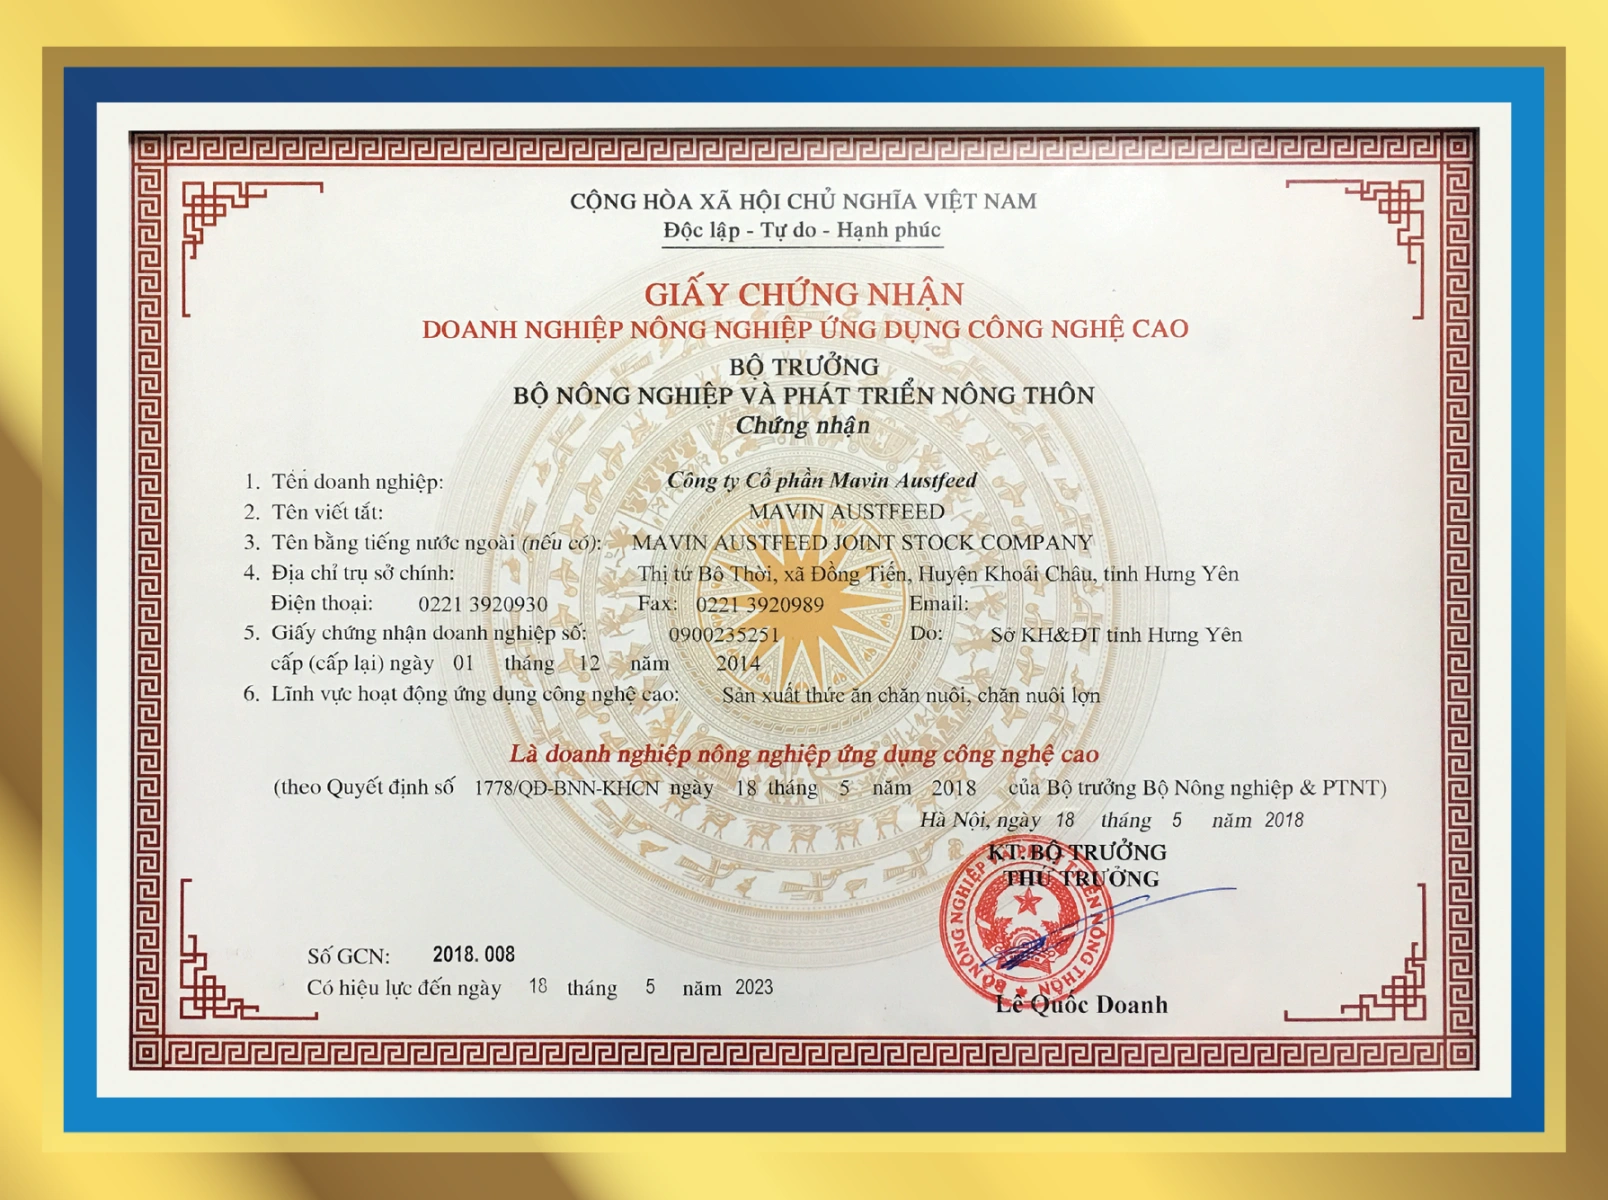 CỘNG HÒA XÃ HỘI CHỦ NGHĨA VIỆT NAM
Độc lập - Tự do - Hạnh phúc
GIẤY CHỨNG NHẬN
DOANH NGHIỆP NÔNG NGHIỆP ỨNG DỤNG CÔNG NGHỆ CAO
BỘ TRƯỞNG
BỘ NÔNG NGHIỆP VÀ PHÁT TRIỂN NÔNG THÔN
Chứng nhận
1. Tên doanh nghiệp: Công ty Cổ phần Mavin Austfeed
2. Tên viết tắt: MAVIN AUSTFEED
3. Tên bằng tiếng nước ngoài (nếu có): MAVIN AUSTFEED JOINT STOCK COMPANY
4. Địa chỉ trụ sở chính: Thị tứ Bô Thời, xã Đồng Tiến, Huyện Khoái Châu, tỉnh Hưng Yên
Điện thoại: 0221 3920930 Fax: 0221 3920989 Email:
5. Giấy chứng nhận doanh nghiệp số: 0900235251 Do: Sở KH&ĐT tỉnh Hưng Yên
cấp (cấp lại) ngày 01 tháng 12 năm 2014
6. Lĩnh vực hoạt động ứng dụng công nghệ cao: Sản xuất thức ăn chăn nuôi, chăn nuôi lợn
Là doanh nghiệp nông nghiệp ứng dụng công nghệ cao
(theo Quyết định số 1778/QĐ-BNN-KHCN ngày 18 tháng 5 năm 2018 của Bộ trưởng Bộ Nông nghiệp & PTNT)
Hà Nội, ngày 18 tháng 5 năm 2018
KT. BỘ TRƯỞNG
THỨ TRƯỞNG
BỘ NÔNG NGHIỆP VÀ PHÁT TRIỂN NÔNG THÔN
Số GCN: 2018. 008
Có hiệu lực đến ngày 18 tháng 5 năm 2023
Lê Quốc Doanh